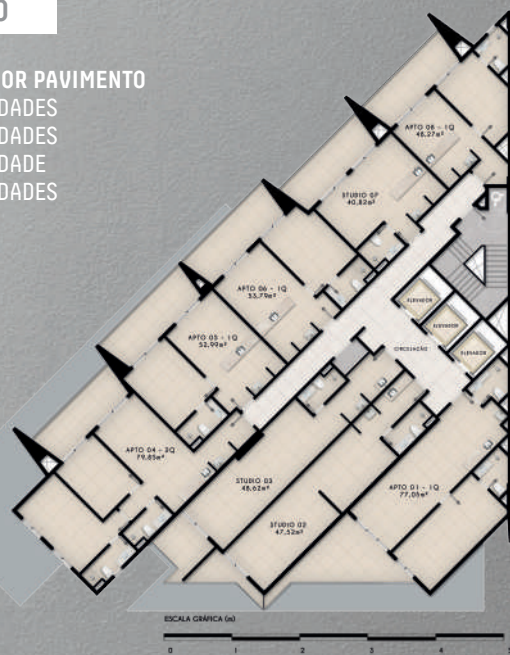 O
OR PAVIMENTO
DADES
DADES
DADE
DADES
APTO 08 - 1Q
48,27m²
STUDIO 07
40,82m²
APTO 06 - 1Q
53,79m²
APTO 05 - 1Q
52,99m²
APTO 04 - 2Q
79,85m²
STUDIO 03
48,62m²
STUDIO 02
47,52m²
APTO 01 - 1Q
77,05m²
ELEVADOR
ELEVADOR
ELEVADOR
CIRCULAÇÃO
ESCALA GRÁFICA (m)
0 1 2 3 4